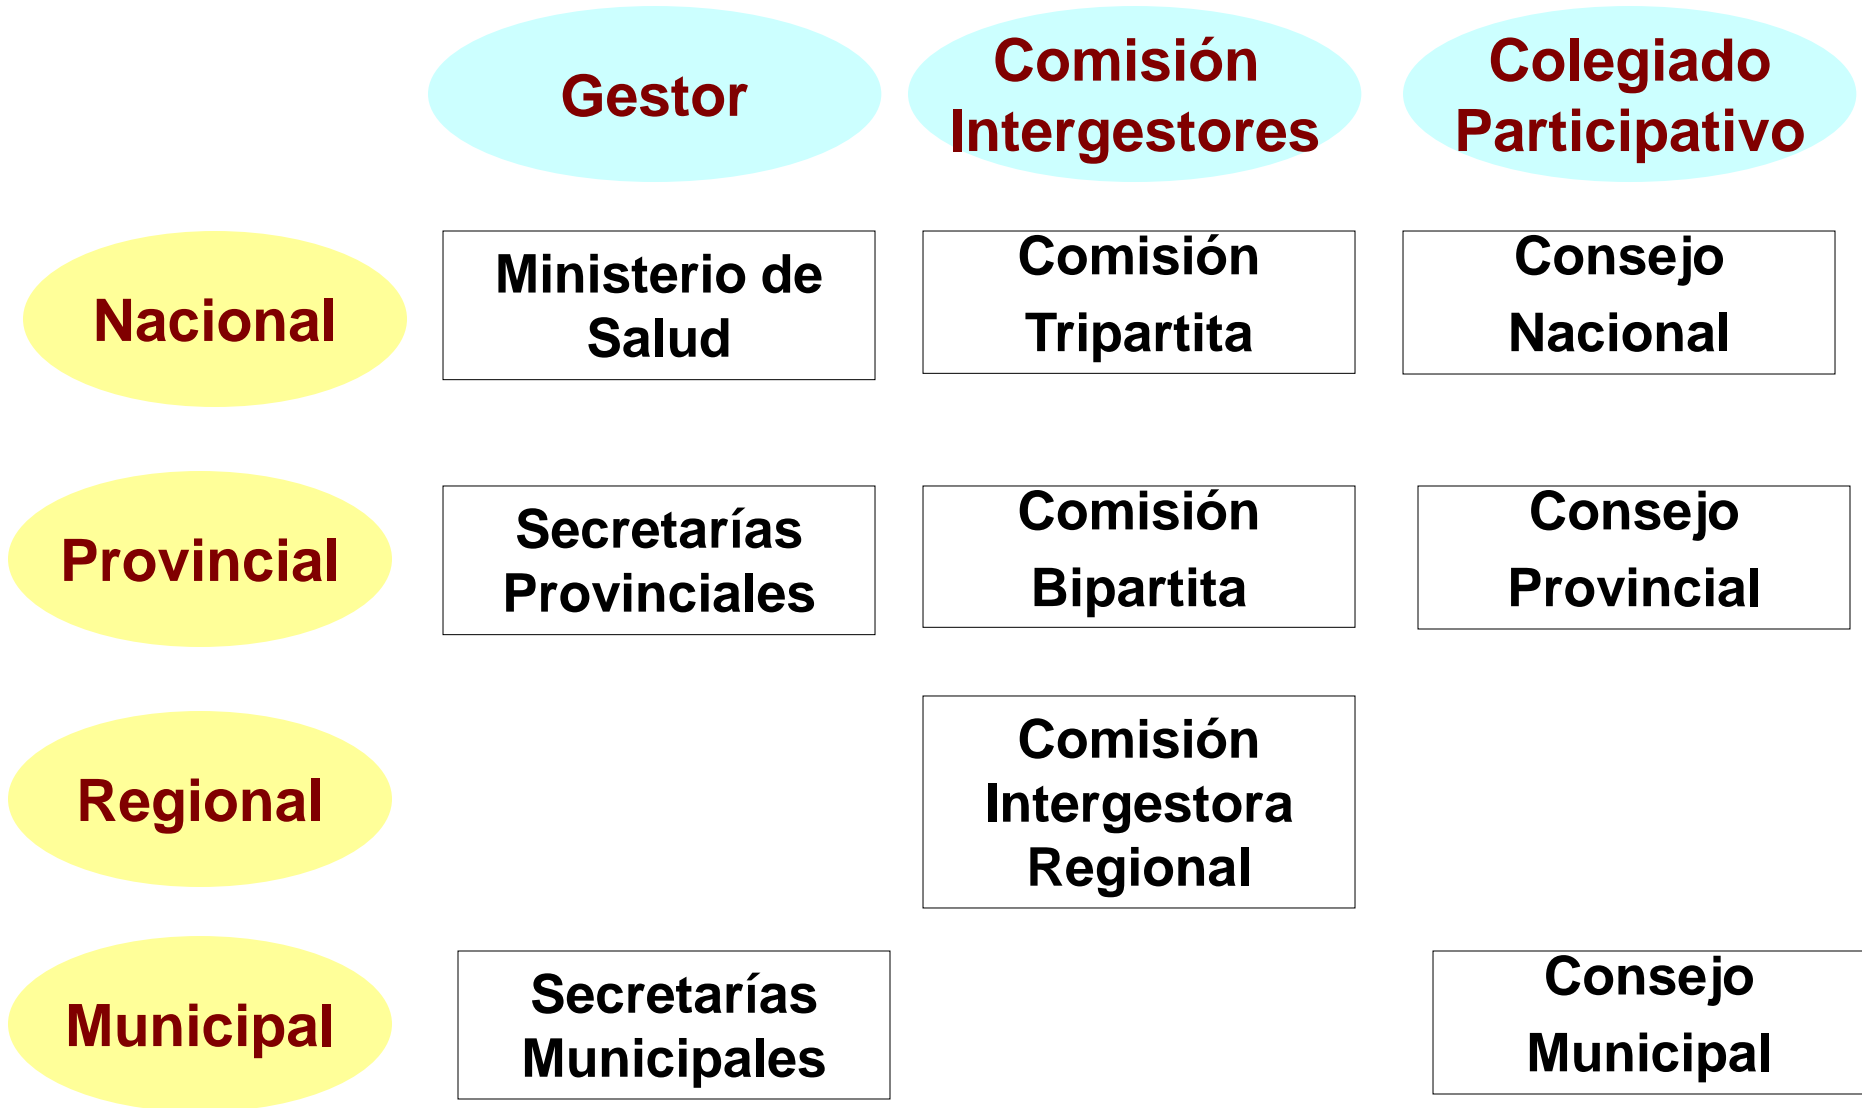 Gestor
Comisión
Intergestores
Colegiado
Participativo
Nacional
Ministerio de
Salud
Comisión
Tripartita
Consejo
Nacional
Provincial
Secretarías
Provinciales
Comisión
Bipartita
Consejo
Provincial
Regional
Comisión
Intergestora
Regional
Municipal
Secretarías
Municipales
Consejo
Municipal